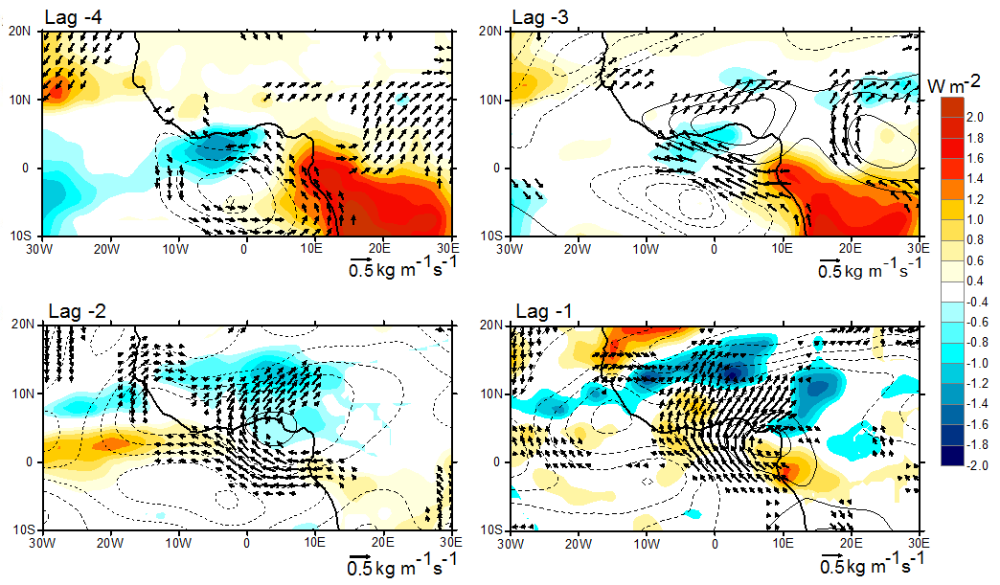 Lag -4
20N
10N
0
10S
30W 20W 10W 0 10E 20E 30E
0.5 kg m⁻¹s⁻¹
Lag -3
20N
10N
0
10S
30W 20W 10W 0 10E 20E 30E
0.5 kg m⁻¹s⁻¹
W m⁻²
2.0
1.8
1.6
1.4
1.2
1.0
0.8
0.6
0.4
-0.4
-0.6
-0.8
-1.0
-1.2
-1.4
-1.6
-1.8
-2.0
Lag -2
20N
10N
0
10S
30W 20W 10W 0 10E 20E 30E
0.5 kg m⁻¹s⁻¹
Lag -1
20N
10N
0
10S
30W 20W 10W 0 10E 20E 30E
0.5 kg m⁻¹s⁻¹